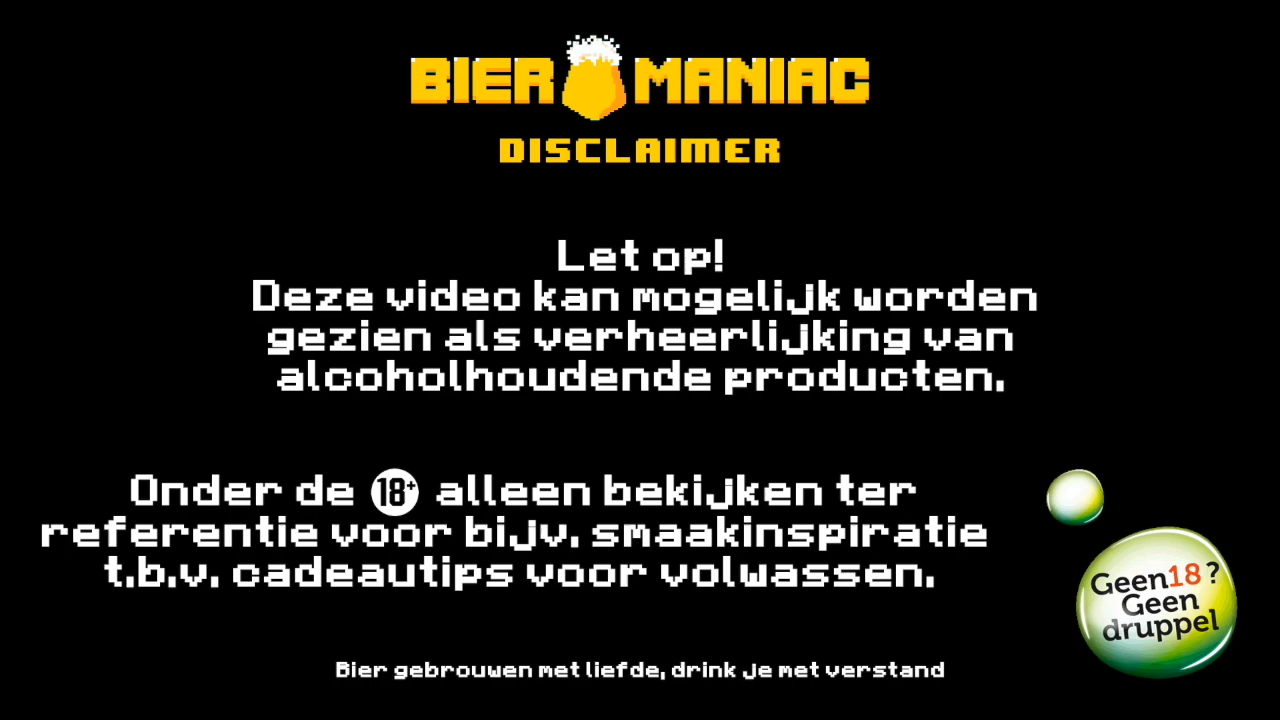 BIER MANIAC
DISCLAIMER
Let op!
Deze video kan mogelijk worden
gezien als verheerlijking van
alcoholhoudende producten.
Onder de 18+ alleen bekijken ter
referentie voor bijv. smaakinspiratie
t.b.v. cadeautips voor volwassen.
Geen18?
Geen
druppel
Bier gebrouwen met liefde, drink je met verstand